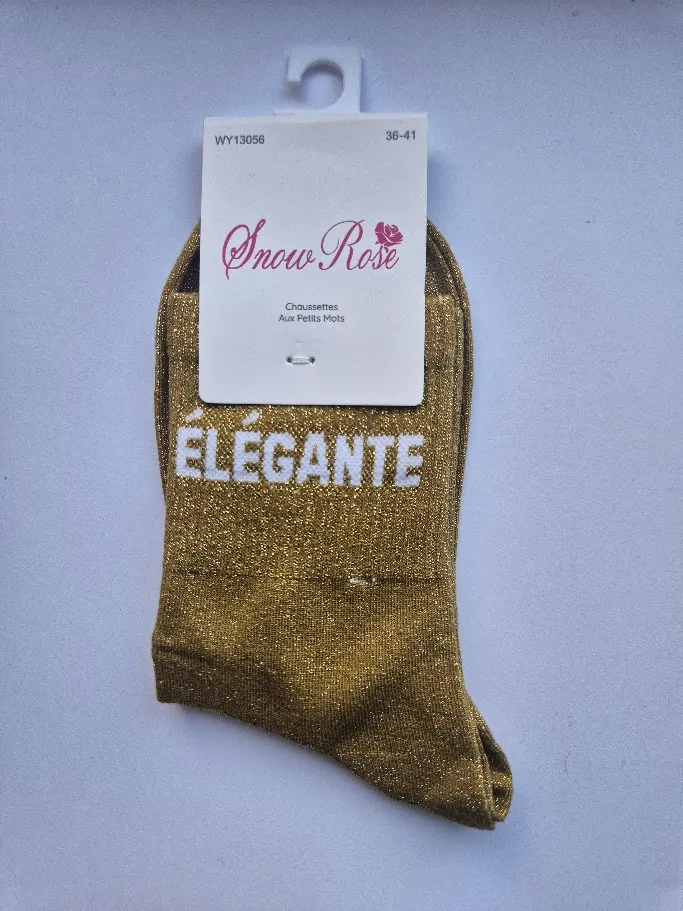 WY13056 36-41
Snow Rose
Chaussettes
Aux Petits Mots
ÉLÉGANTE